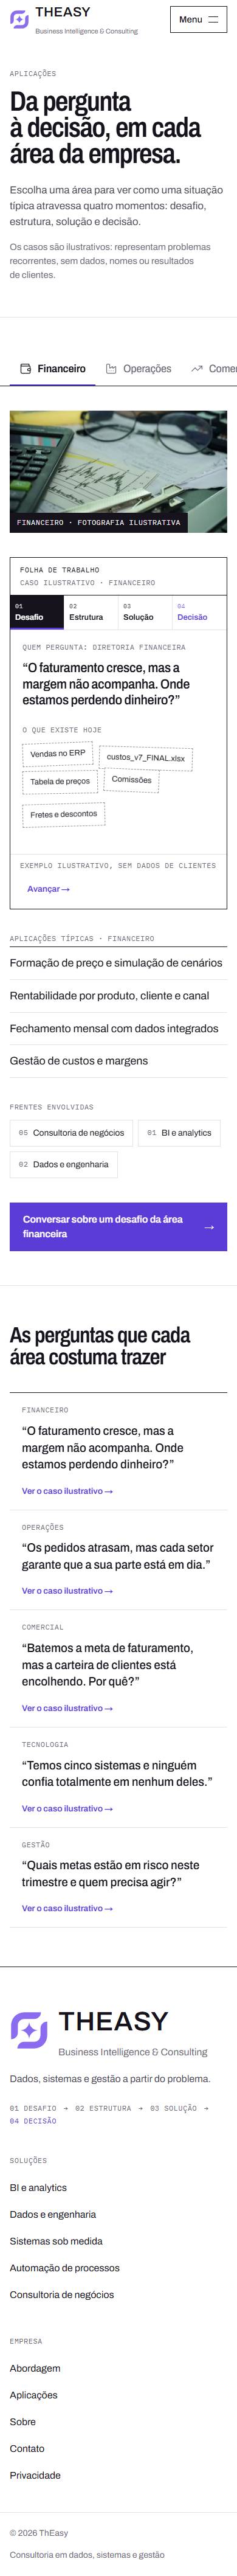 THEASY
Business Intelligence & Consulting
Menu
APLICAÇÕES
Da pergunta
à decisão, em cada
área da empresa.
Escolha uma área para ver como uma situação
típica atravessa quatro momentos: desafio,
estrutura, solução e decisão.
Os casos são ilustrativos: representam problemas
recorrentes, sem dados, nomes ou resultados
de clientes.
Financeiro
Operações
Comer
FINANCEIRO · FOTOGRAFIA ILUSTRATIVA
FOLHA DE TRABALHO
CASO ILUSTRATIVO · FINANCEIRO
01 02 03 04
Desafio Estrutura Solução Decisão
QUEM PERGUNTA: DIRETORIA FINANCEIRA
“O faturamento cresce, mas a
margem não acompanha. Onde
estamos perdendo dinheiro?”
O QUE EXISTE HOJE
Vendas no ERP
custos_v7_FINAL.xlsx
Tabela de preços
Comissões
Fretes e descontos
EXEMPLO ILUSTRATIVO, SEM DADOS DE CLIENTES
Avançar →
APLICAÇÕES TÍPICAS · FINANCEIRO
Formação de preço e simulação de cenários
Rentabilidade por produto, cliente e canal
Fechamento mensal com dados integrados
Gestão de custos e margens
FRENTES ENVOLVIDAS
05 Consultoria de negócios
01 BI e analytics
02 Dados e engenharia
Conversar sobre um desafio da área
financeira →
As perguntas que cada
área costuma trazer
FINANCEIRO
“O faturamento cresce, mas a
margem não acompanha. Onde
estamos perdendo dinheiro?”
Ver o caso ilustrativo →
OPERAÇÕES
“Os pedidos atrasam, mas cada setor
garante que a sua parte está em dia.”
Ver o caso ilustrativo →
COMERCIAL
“Batemos a meta de faturamento,
mas a carteira de clientes está
encolhendo. Por quê?”
Ver o caso ilustrativo →
TECNOLOGIA
“Temos cinco sistemas e ninguém
confia totalmente em nenhum deles.”
Ver o caso ilustrativo →
GESTÃO
“Quais metas estão em risco neste
trimestre e quem precisa agir?”
Ver o caso ilustrativo →
THEASY
Business Intelligence & Consulting
Dados, sistemas e gestão a partir do problema.
01 DESAFIO → 02 ESTRUTURA → 03 SOLUÇÃO →
04 DECISÃO
SOLUÇÕES
BI e analytics
Dados e engenharia
Sistemas sob medida
Automação de processos
Consultoria de negócios
EMPRESA
Abordagem
Aplicações
Sobre
Contato
Privacidade
© 2026 ThEasy
Consultoria em dados, sistemas e gestão